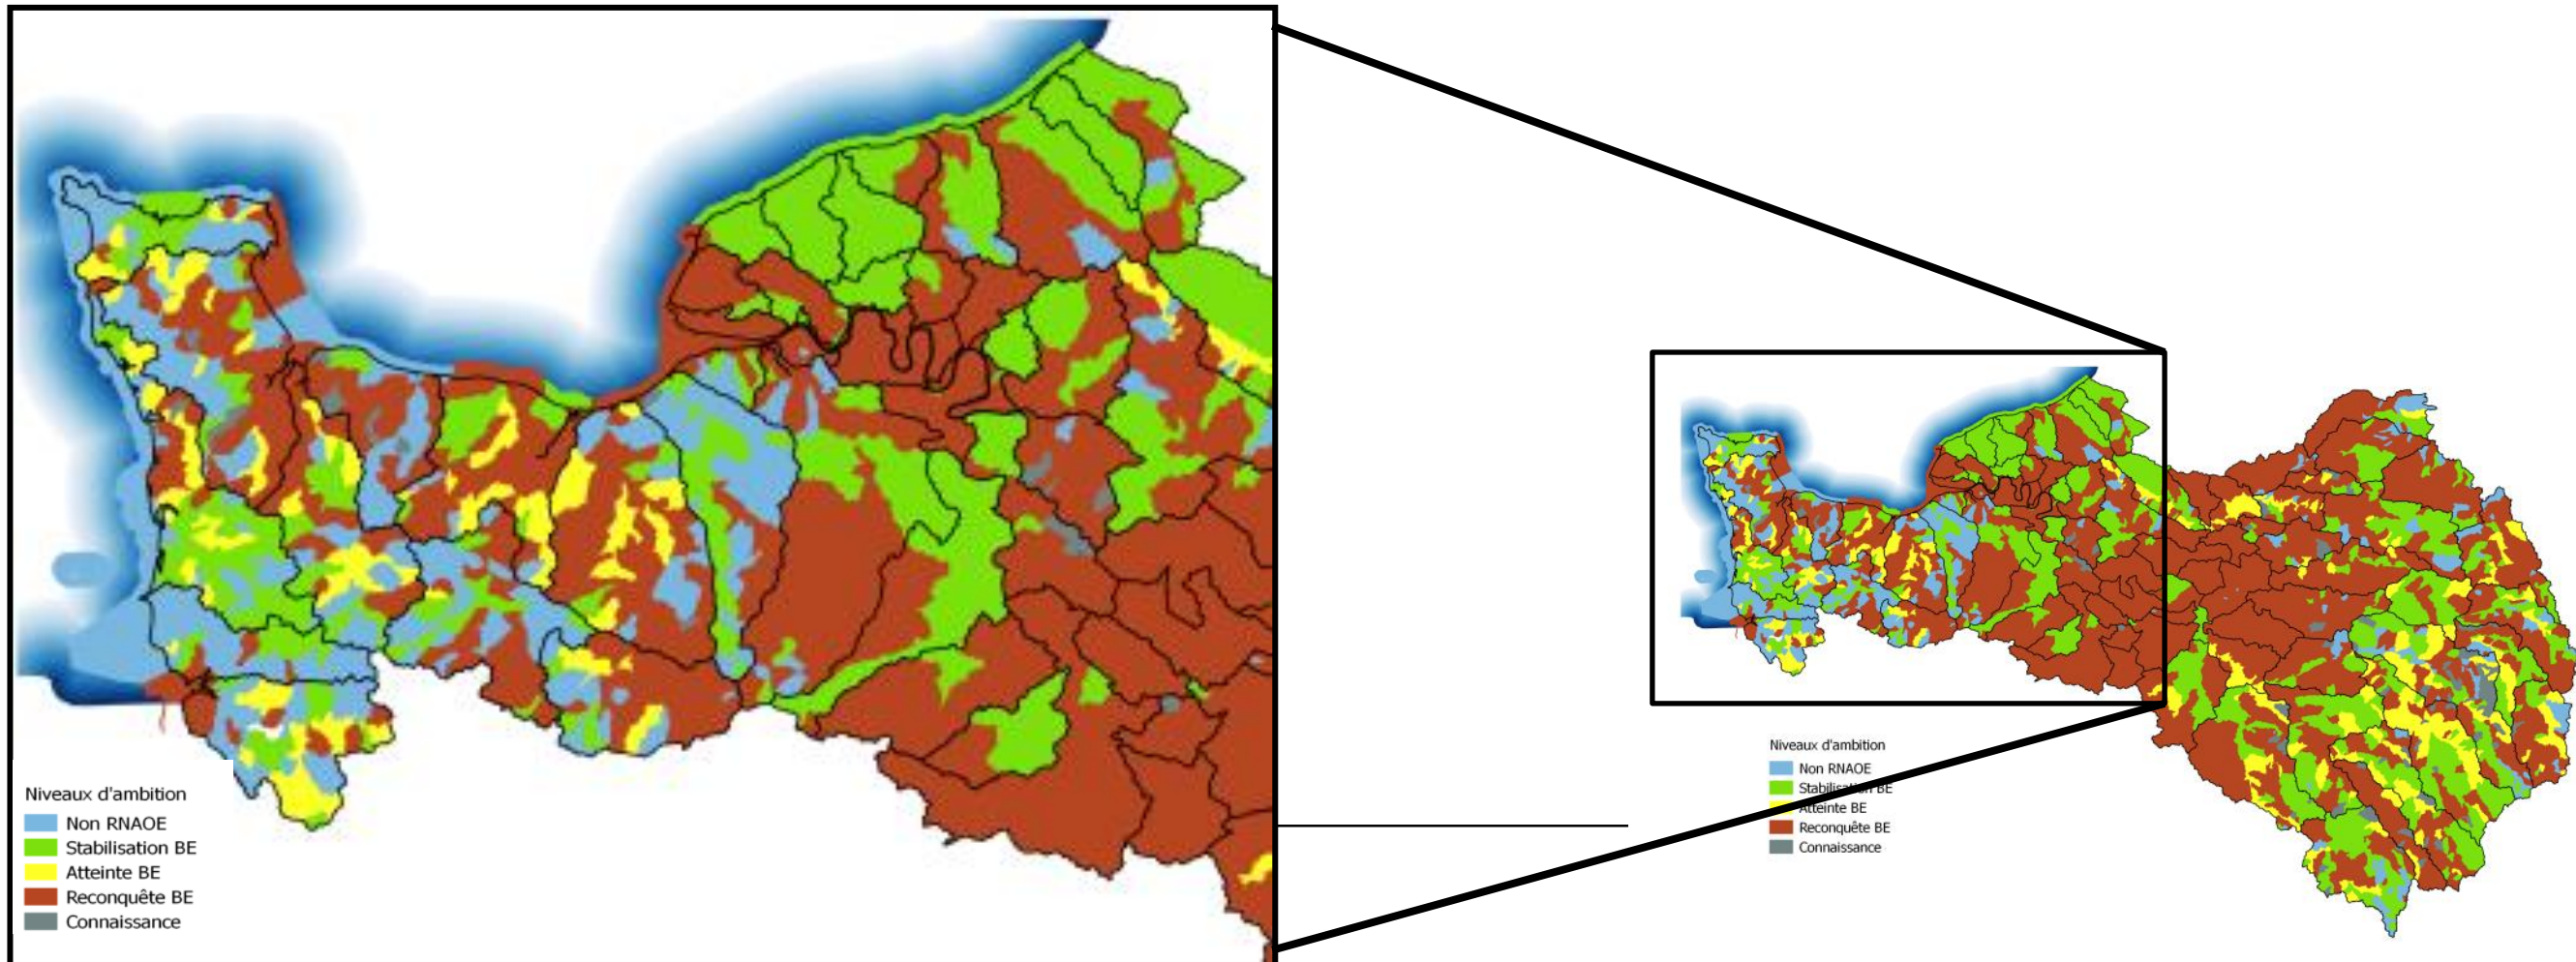 Niveaux d'ambition
Non RNAOE
Stabilisation BE
Atteinte BE
Reconquête BE
Connaissance
Niveaux d'ambition
Non RNAOE
Stabilisation BE
Atteinte BE
Reconquête BE
Connaissance